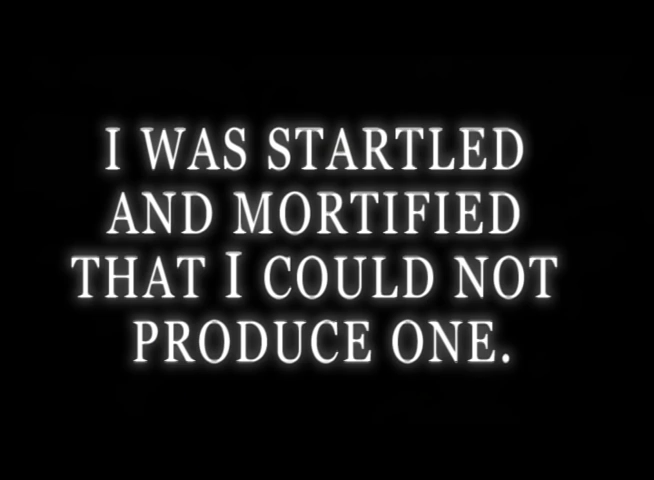 I WAS STARTLED
AND MORTIFIED
THAT I COULD NOT
PRODUCE ONE.